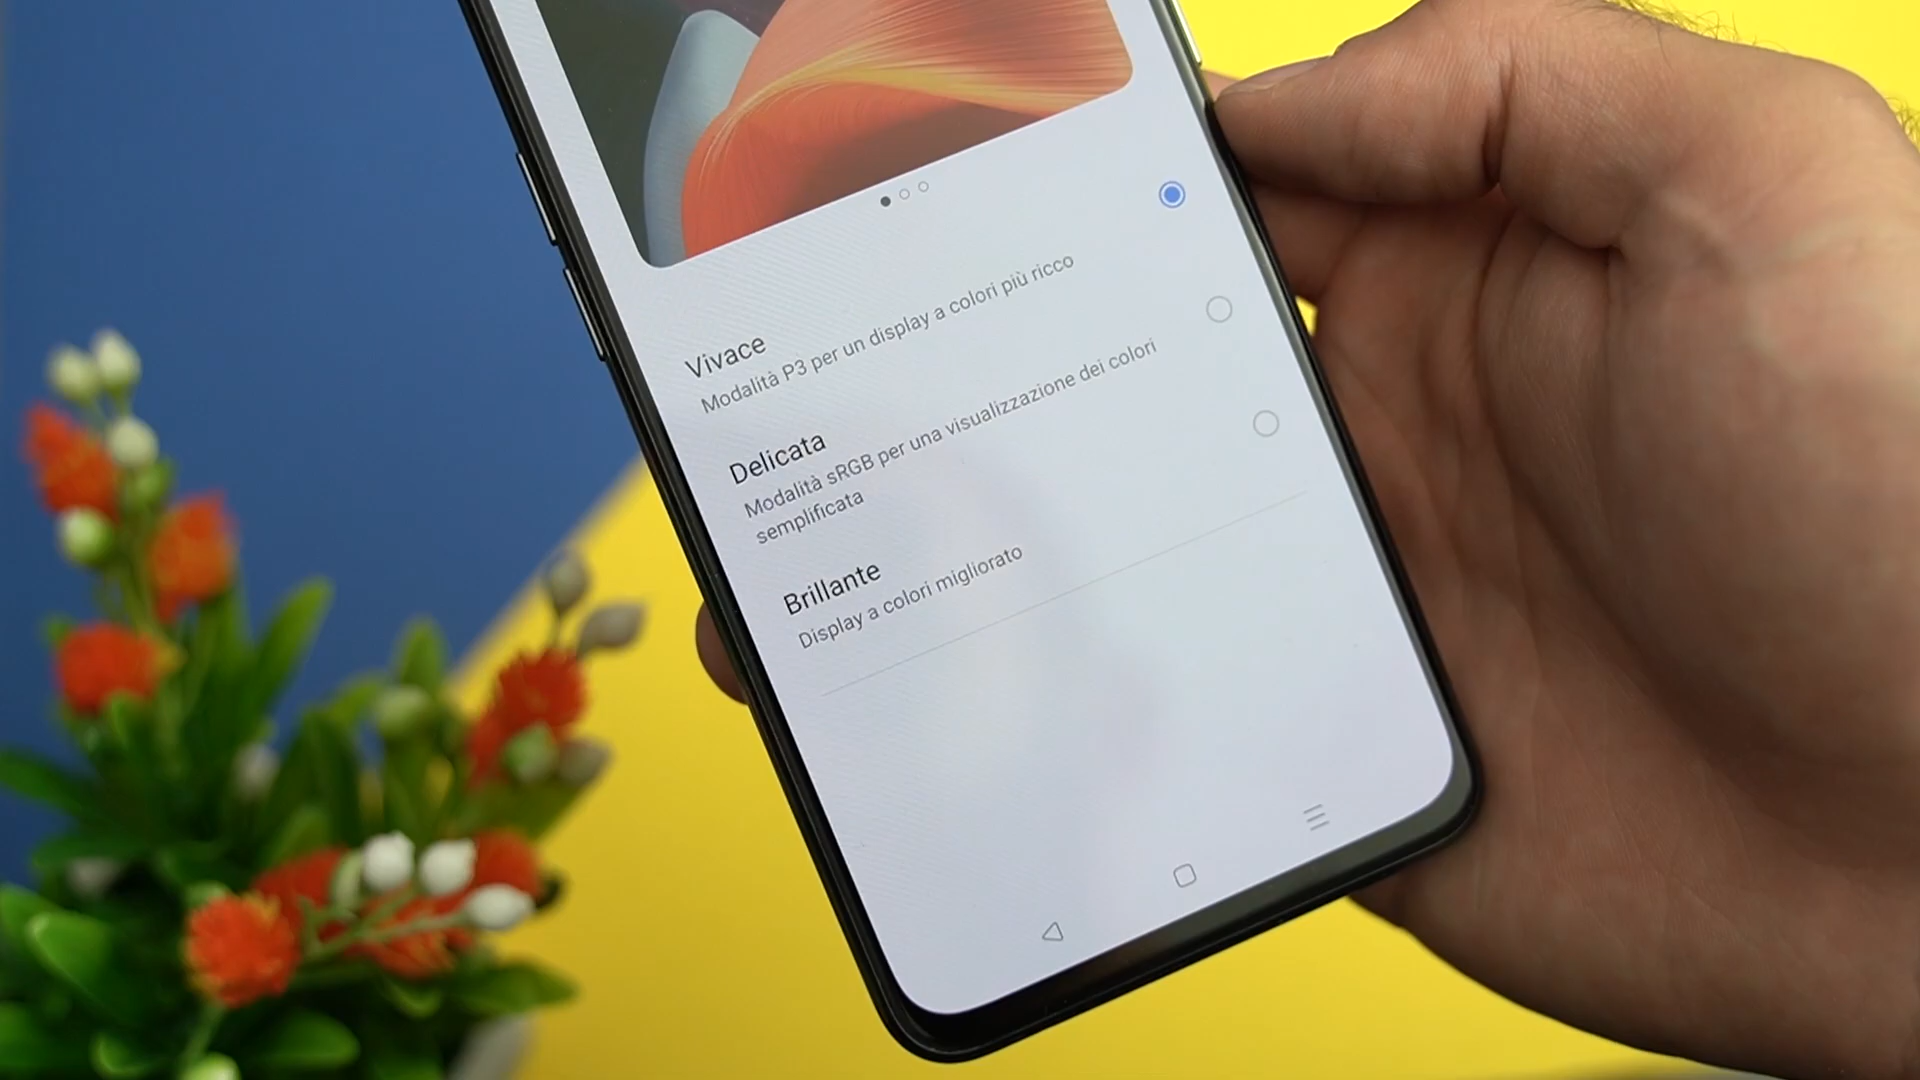 Vivace
Modalità P3 per un display a colori più ricco
Delicata
Modalità sRGB per una visualizzazione dei colori
semplificata
Brillante
Display a colori migliorato